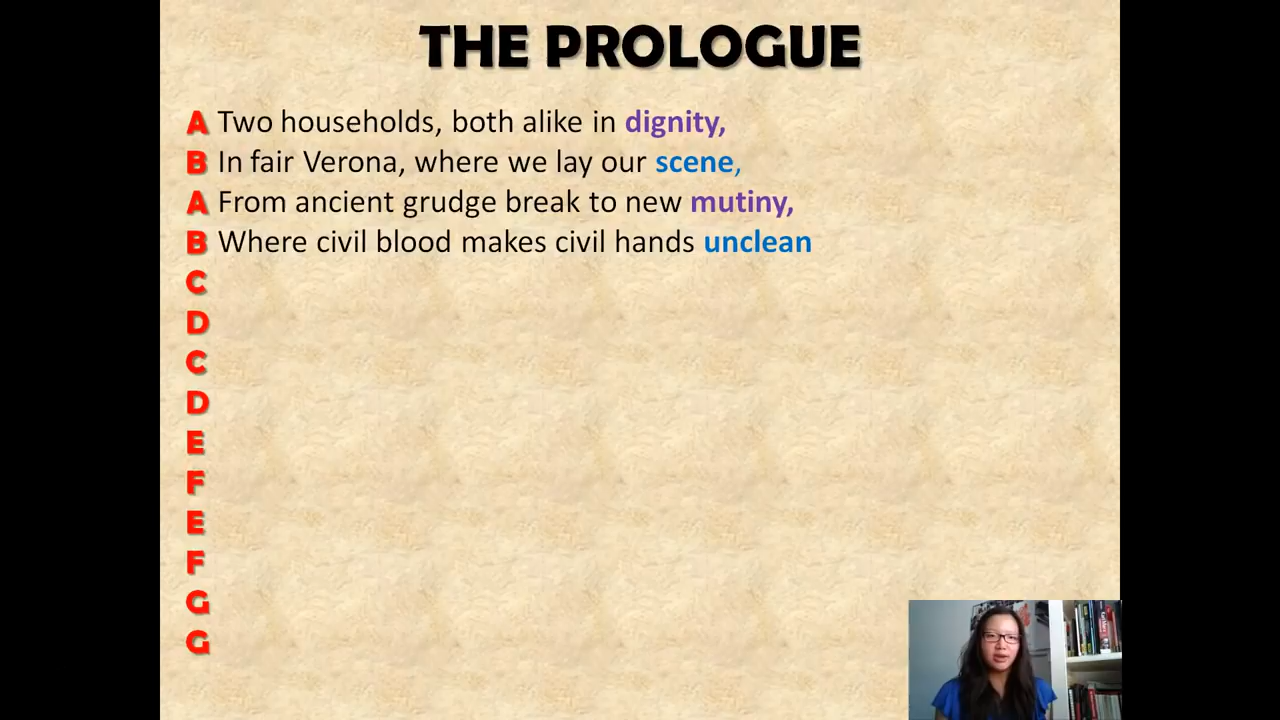 THE PROLOGUE
A Two households, both alike in dignity,
B In fair Verona, where we lay our scene,
A From ancient grudge break to new mutiny,
B Where civil blood makes civil hands unclean
C
D
C
D
E
F
E
F
G
G